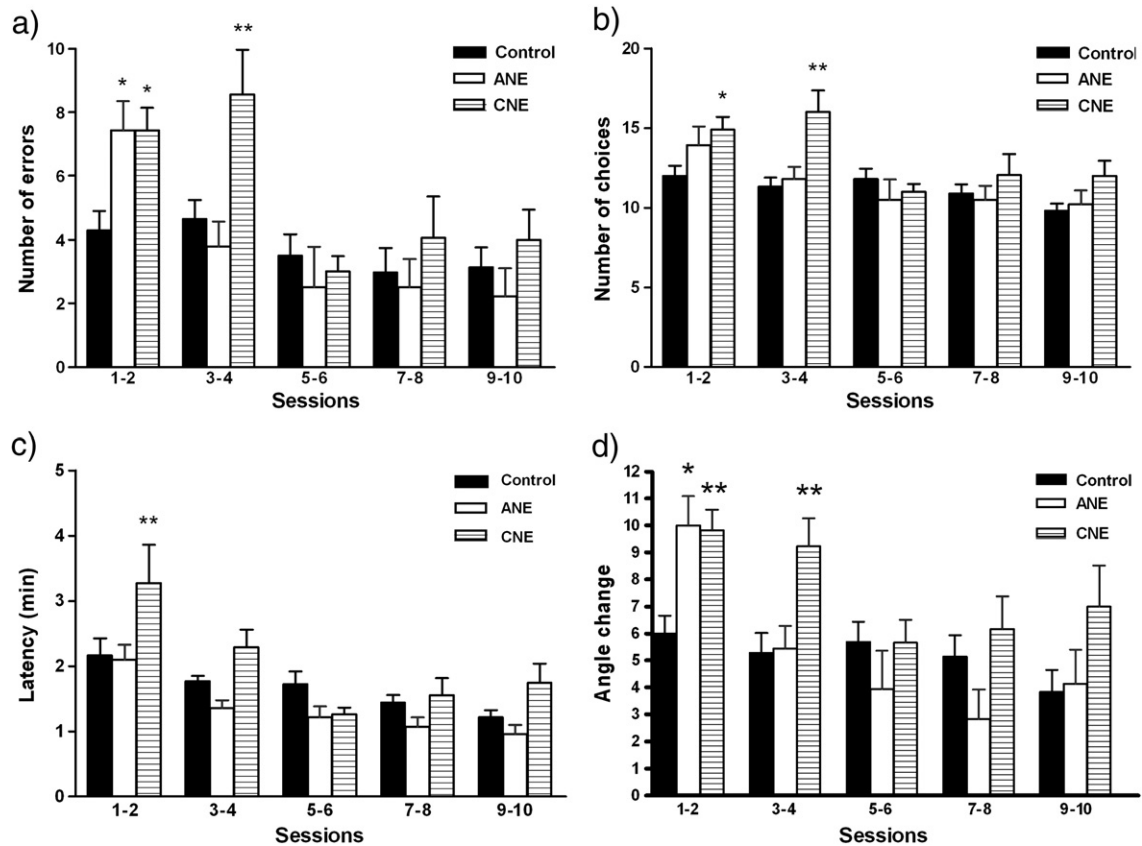 a)
**
* *
Control
ANE
CNE
Number of errors
10
8
6
4
2
0
1-2 3-4 5-6 7-8 9-10
Sessions
b)
**
*
Control
ANE
CNE
Number of choices
20
15
10
5
0
1-2 3-4 5-6 7-8 9-10
Sessions
c)
**
Control
ANE
CNE
Latency (min)
5
4
3
2
1
0
1-2 3-4 5-6 7-8 9-10
Sessions
d)
* ** **
Control
ANE
CNE
Angle change
12
11
10
9
8
7
6
5
4
3
2
1
0
1-2 3-4 5-6 7-8 9-10
Sessions